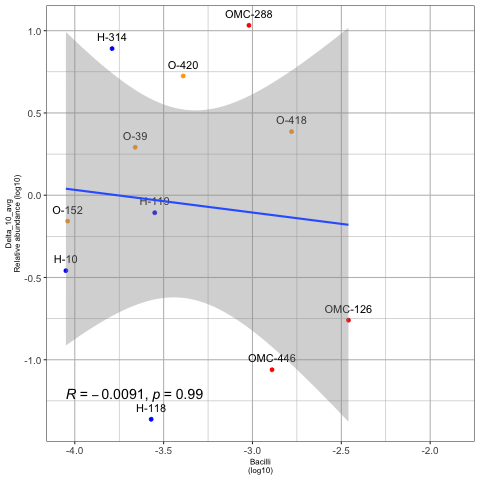 OMC-288
H-314
O-420
O-418
O-39
H-119
O-152
H-10
OMC-126
OMC-446
R = − 0.0091, p = 0.99
H-118
1.0
0.5
0.0
-0.5
-1.0
-4.0 -3.5 -3.0 -2.5 -2.0
Delta_10_avg
Relative abundance (log10)
Bacilli
(log10)